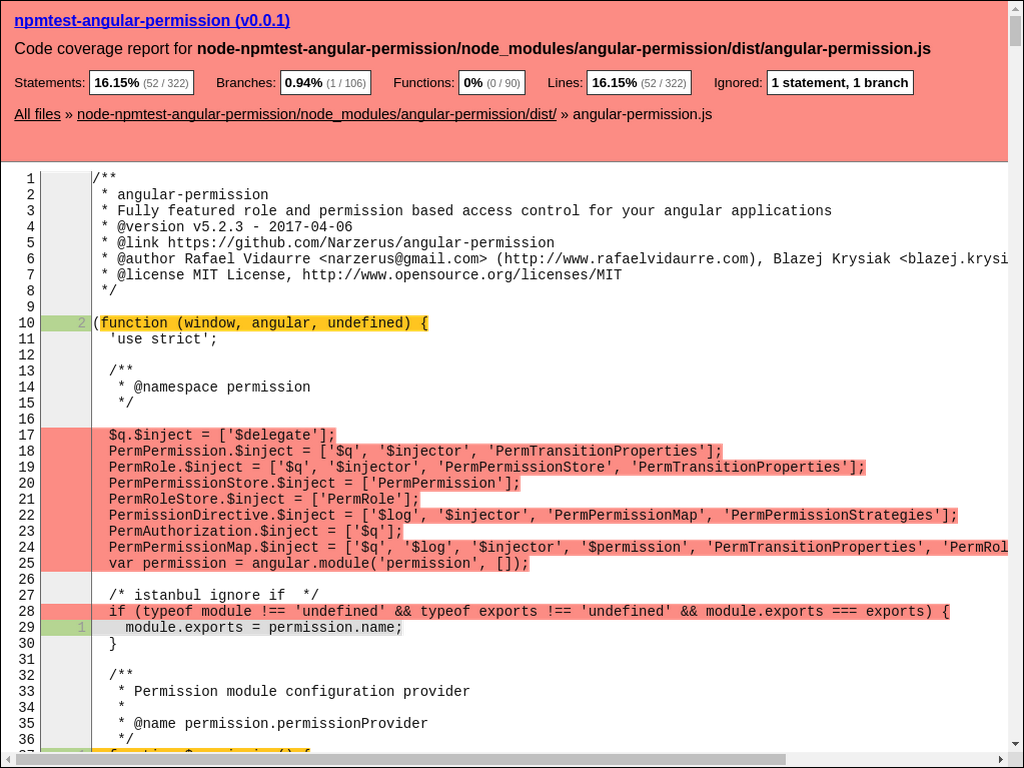 npmtest-angular-permission (v0.0.1)
Code coverage report for node-npmtest-angular-permission/node_modules/angular-permission/dist/angular-permission.js
Statements: 16.15% (52 / 322) Branches: 0.94% (1 / 106) Functions: 0% (0 / 90) Lines: 16.15% (52 / 322) Ignored: 1 statement, 1 branch
All files » node-npmtest-angular-permission/node_modules/angular-permission/dist/ » angular-permission.js
1 /**
2  * angular-permission
3  * Fully featured role and permission based access control for your angular applications
4  * @version v5.2.3 - 2017-04-06
5  * @link https://github.com/Narzerus/angular-permission
6  * @author Rafael Vidaurre <narzerus@gmail.com> (http://www.rafaelvidaurre.com), Blazej Krysiak <blazej.krysi
7  * @license MIT License, http://www.opensource.org/licenses/MIT
8  */
9
10 2 (function (window, angular, undefined) {
11   'use strict';
12
13   /**
14    * @namespace permission
15    */
16
17   $q.$inject = ['$delegate'];
18   PermPermission.$inject = ['$q', '$injector', 'PermTransitionProperties'];
19   PermRole.$inject = ['$q', '$injector', 'PermPermissionStore', 'PermTransitionProperties'];
20   PermPermissionStore.$inject = ['PermPermission'];
21   PermRoleStore.$inject = ['PermRole'];
22   PermissionDirective.$inject = ['$log', '$injector', 'PermPermissionMap', 'PermPermissionStrategies'];
23   PermAuthorization.$inject = ['$q'];
24   PermPermissionMap.$inject = ['$q', '$log', '$injector', '$permission', 'PermTransitionProperties', 'PermRol
25   var permission = angular.module('permission', []);
26
27   /* istanbul ignore if  */
28   if (typeof module !== 'undefined' && typeof exports !== 'undefined' && module.exports === exports) {
29 1     module.exports = permission.name;
30   }
31
32   /**
33    * Permission module configuration provider
34    *
35    * @name permission.permissionProvider
36    */